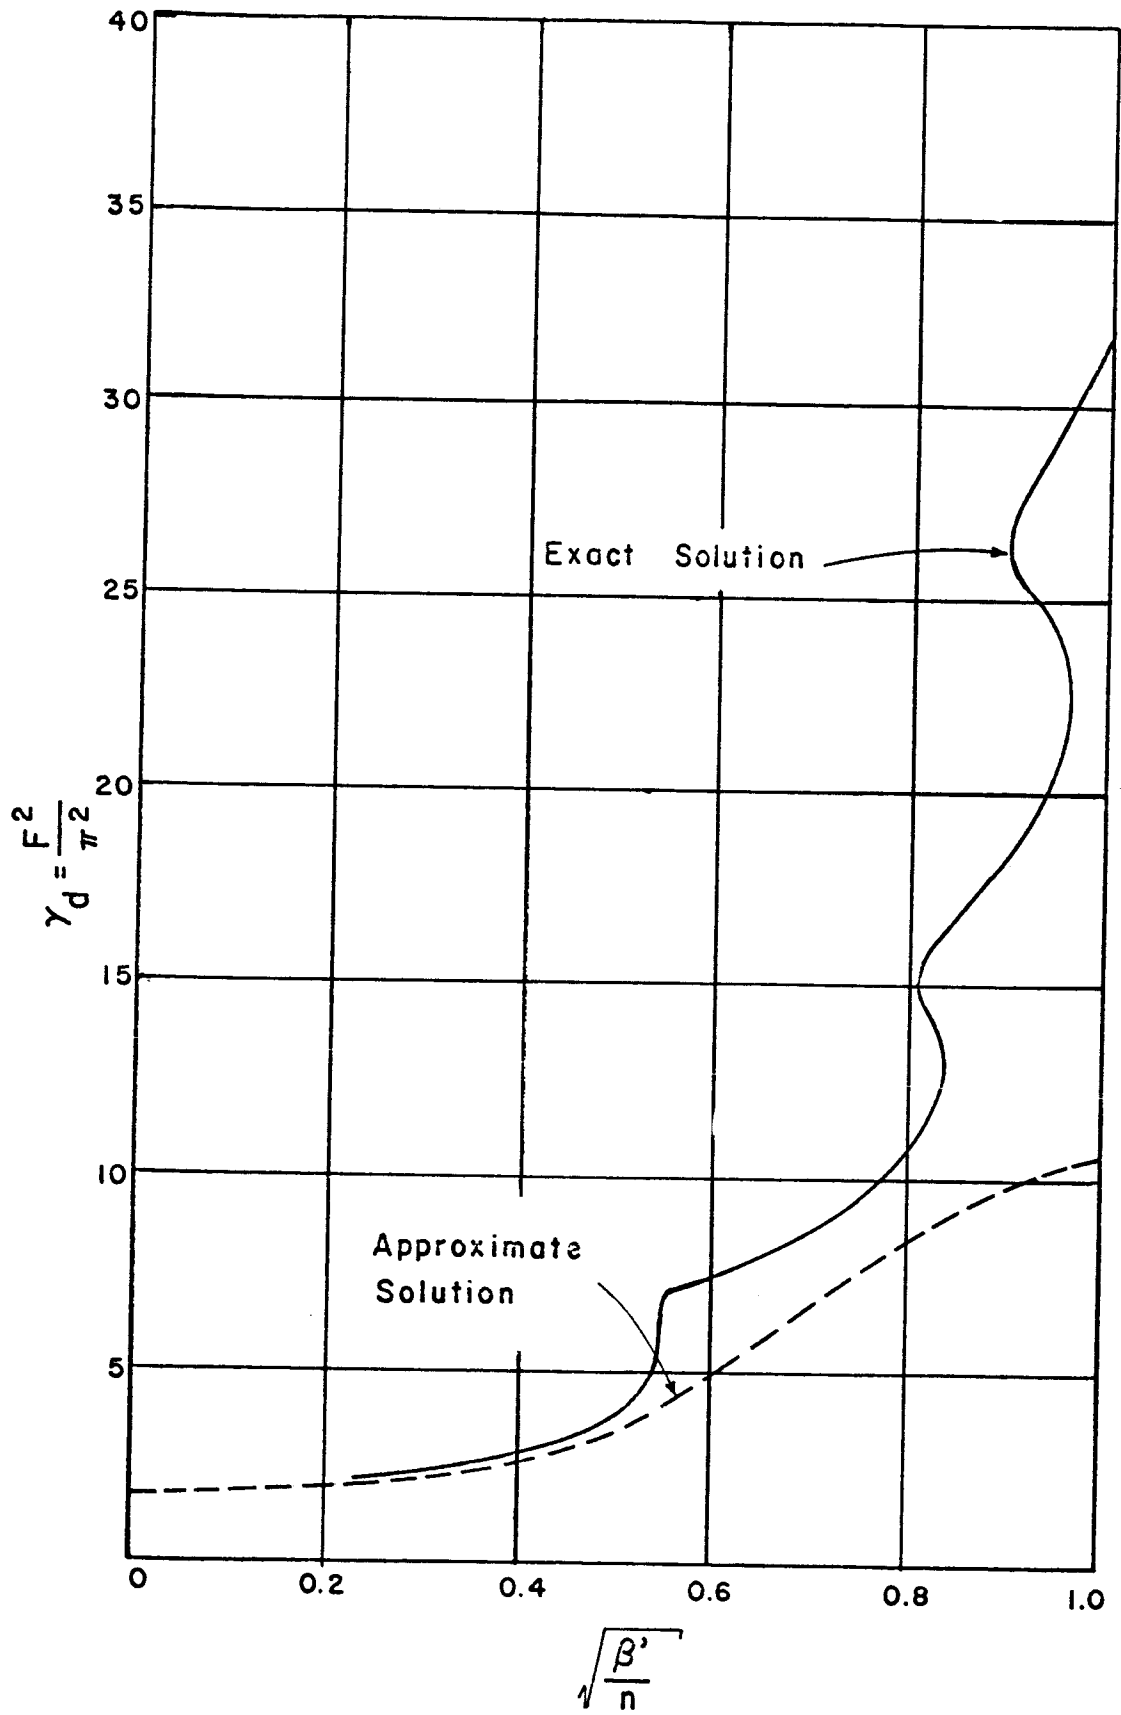 40
35
30
25
20
15
10
5
0 0.2 0.4 0.6 0.8 1.0
γd = F² / π²
Exact Solution
Approximate
Solution
√(β' / n)